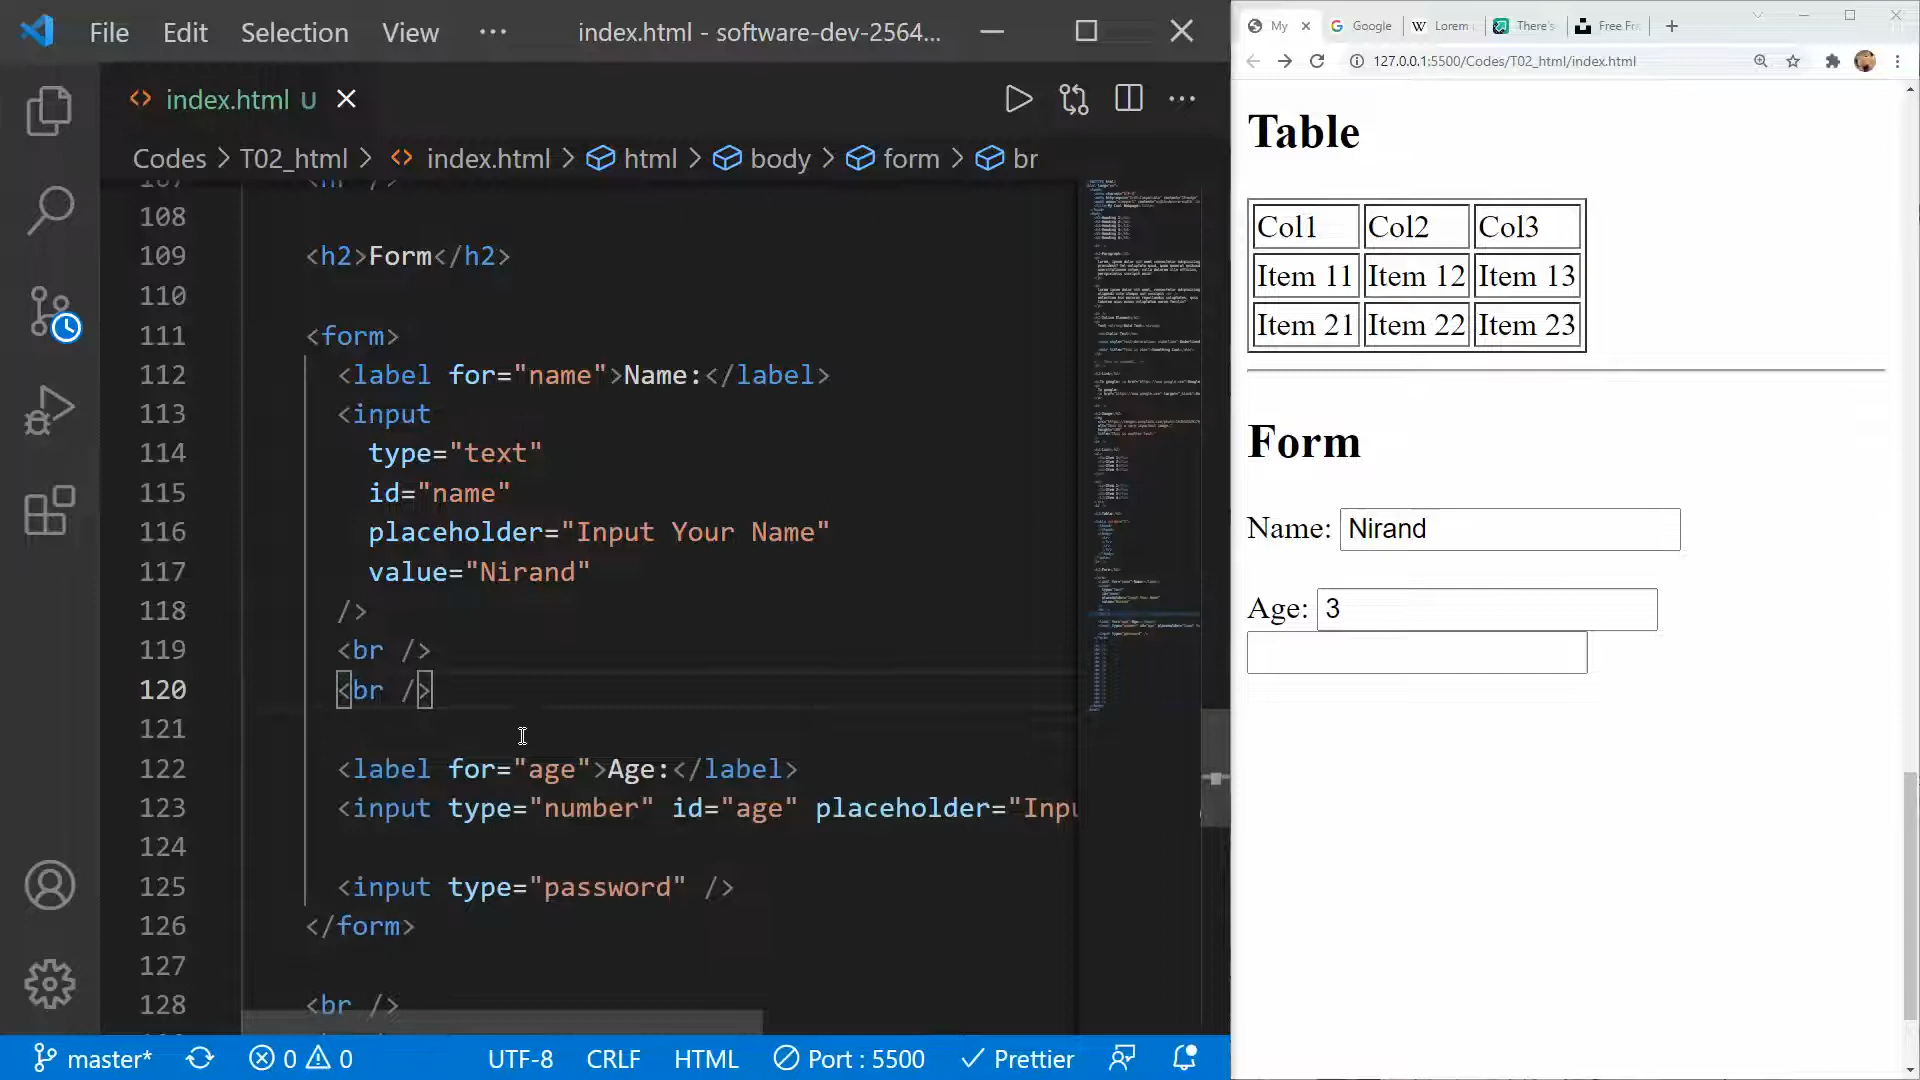 File Edit Selection View ··· index.html - software-dev-2564...
index.html U
Codes > T02_html > index.html > html > body > form > br
107 <hr />
108
109 <h2>Form</h2>
110
111 <form>
112 <label for="name">Name:</label>
113 <input
114 type="text"
115 id="name"
116 placeholder="Input Your Name"
117 value="Nirand"
118 />
119 <br />
120 <br />
121
122 <label for="age">Age:</label>
123 <input type="number" id="age" placeholder="Inpu
124
125 <input type="password" />
126 </form>
127
128 <br />
master* 0 0 UTF-8 CRLF HTML Port : 5500 Prettier
My Google Lorem There's Free Fr
127.0.0.1:5500/Codes/T02_html/index.html
Table
Col1 Col2 Col3
Item 11 Item 12 Item 13
Item 21 Item 22 Item 23
Form
Name: Nirand
Age: 3